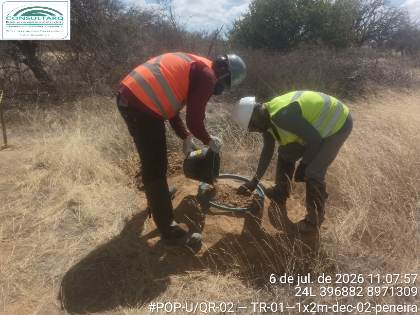 CONSULTARQ
6 de jul. de 2026 11:07:57
24L 396882 8971309
#POP-U/QR-02 – TR-01–1x2m-dec-02-peneira